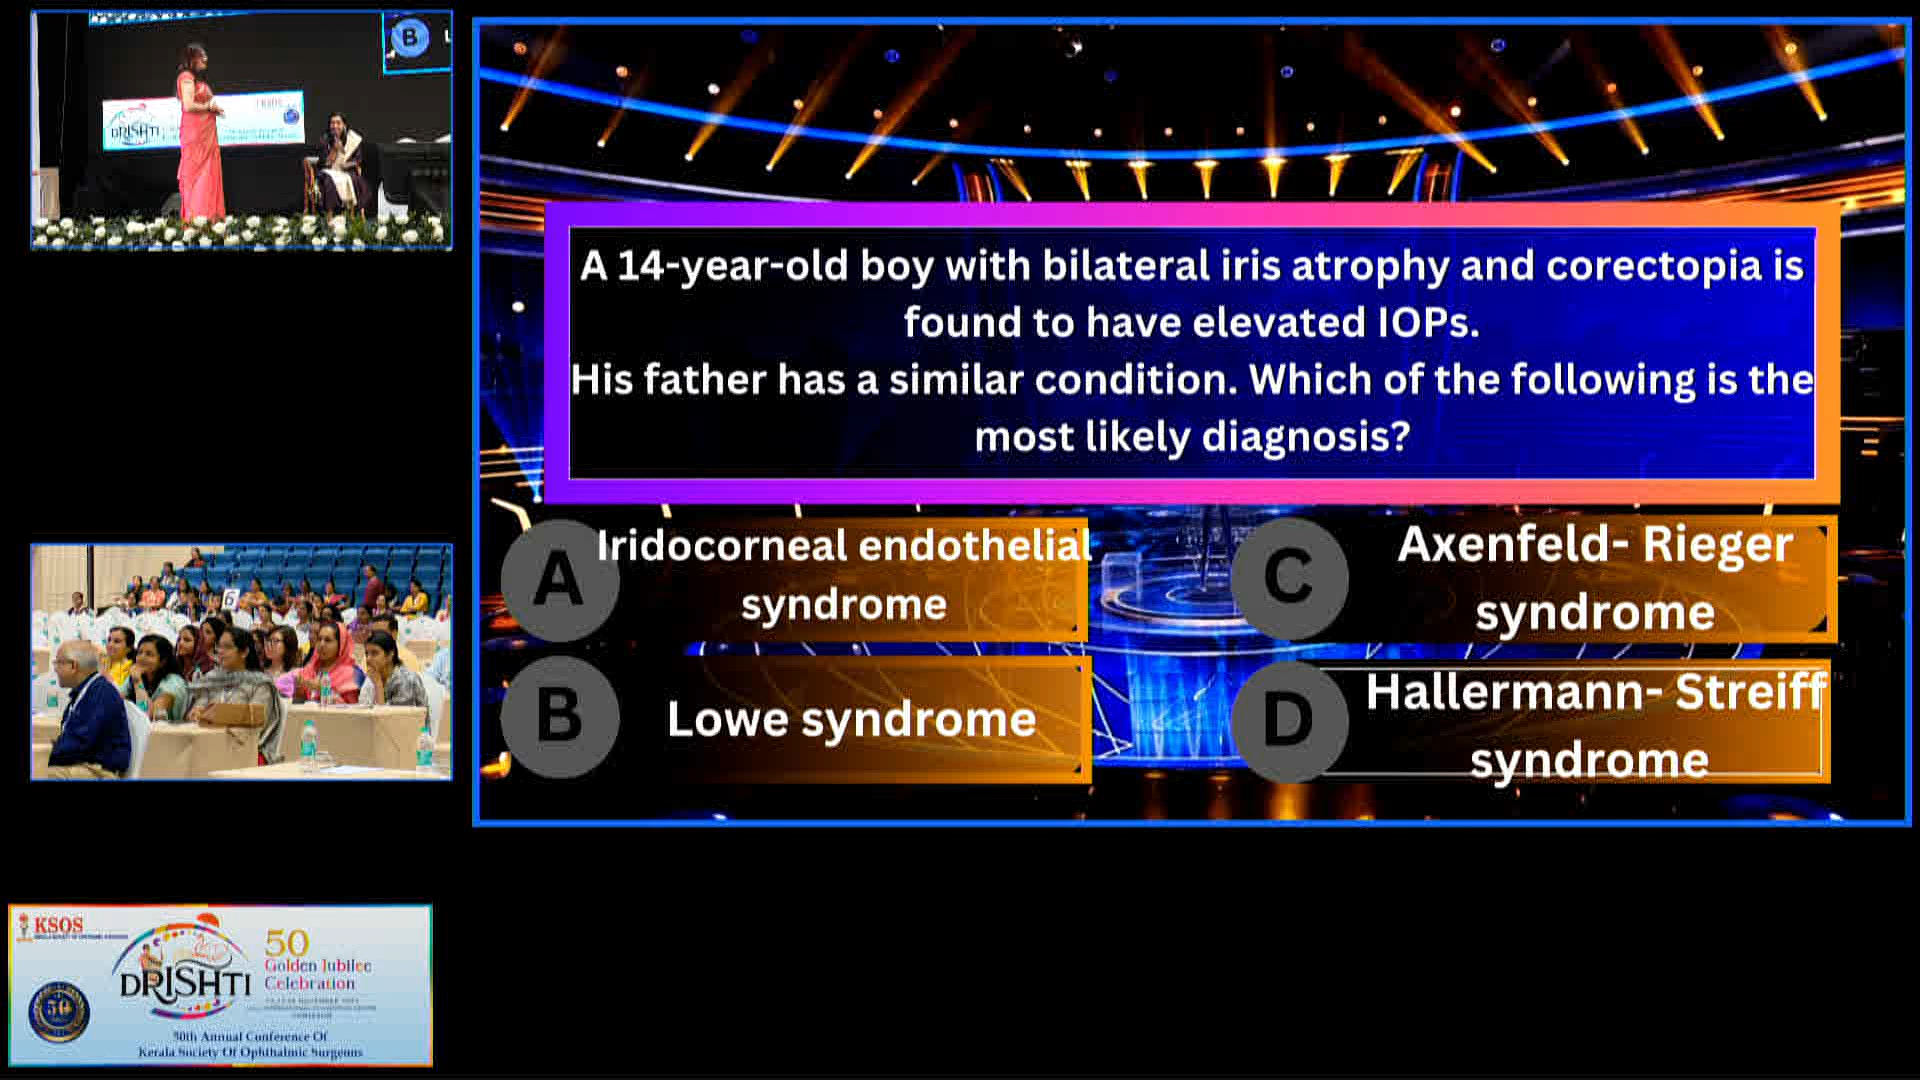 B
DRISHTI
6
A 14-year-old boy with bilateral iris atrophy and corectopia is
found to have elevated IOPs.
His father has a similar condition. Which of the following is the
most likely diagnosis?
A
Iridocorneal endothelial
syndrome
B
Lowe syndrome
C
Axenfeld- Rieger
syndrome
D
Hallermann- Streiff
syndrome
KSOS
DRISHTI
50
Golden Jubilee
Celebration
50
50th Annual Conference Of
Kerala Society Of Ophthalmic Surgeons